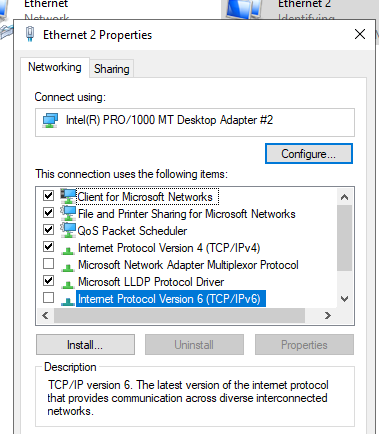 Ethernet
Ethernet 2
Network
Identifying
Ethernet 2 Properties
Networking
Sharing
Connect using:
Intel(R) PRO/1000 MT Desktop Adapter #2
Configure...
This connection uses the following items:
Client for Microsoft Networks
File and Printer Sharing for Microsoft Networks
QoS Packet Scheduler
Internet Protocol Version 4 (TCP/IPv4)
Microsoft Network Adapter Multiplexor Protocol
Microsoft LLDP Protocol Driver
Internet Protocol Version 6 (TCP/IPv6)
Install...
Uninstall
Properties
Description
TCP/IP version 6. The latest version of the internet protocol
that provides communication across diverse interconnected
networks.